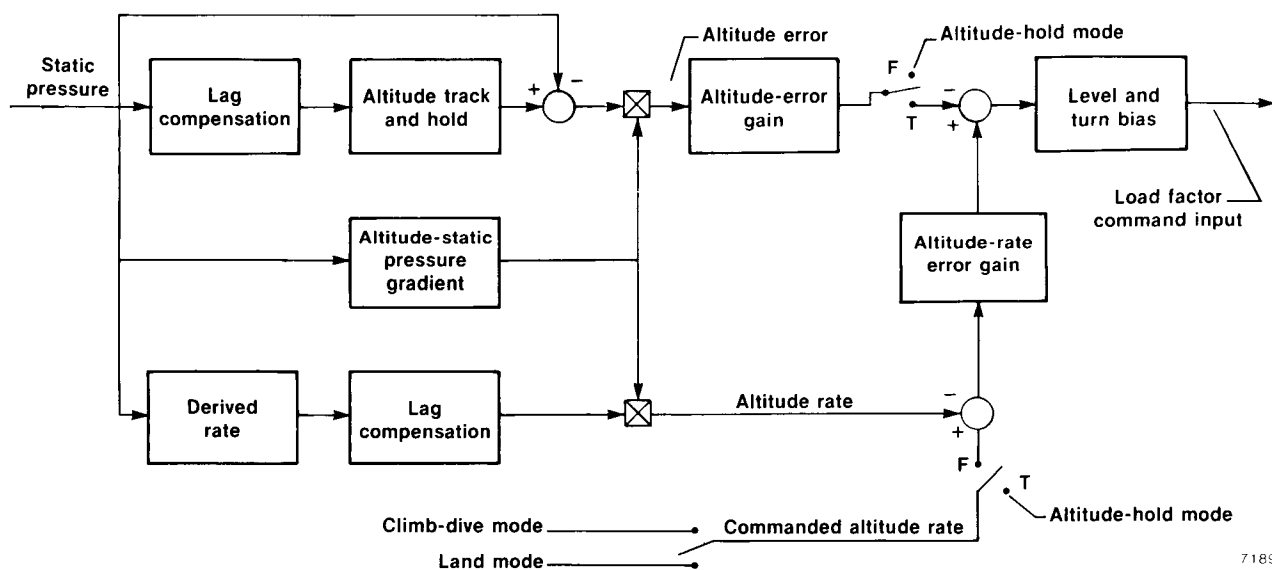 Altitude error
Altitude-hold mode
Static
pressure
F
+
−
−
Lag
compensation
Altitude track
and hold
Altitude-error
gain
T
+
Level and
turn bias
Load factor
command input
Altitude-static
pressure
gradient
Altitude-rate
error gain
Derived
rate
Lag
compensation
Altitude rate
−
+
F
T
Altitude-hold mode
Climb-dive mode
Commanded altitude rate
Land mode
7189